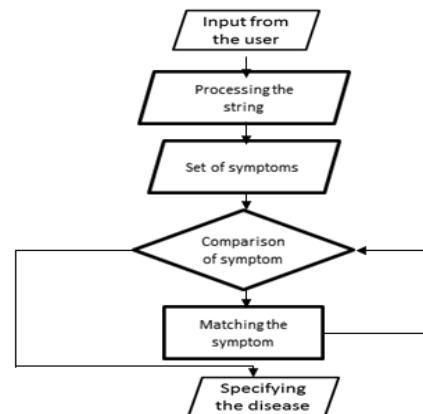 Input from
the user
Processing the
string
Set of symptoms
Comparison
of symptom
Matching the
symptom
Specifying
the disease